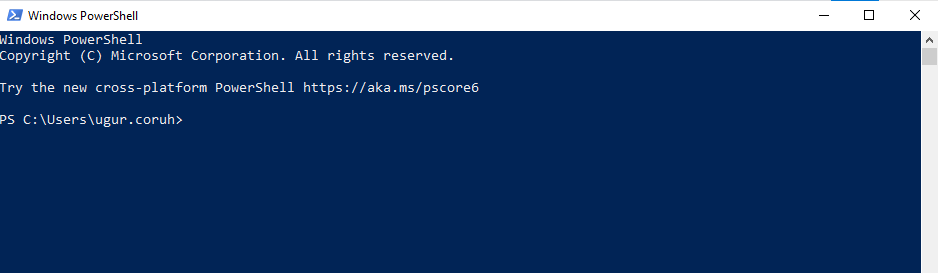 Windows PowerShell
Windows PowerShell
Copyright (C) Microsoft Corporation. All rights reserved.
Try the new cross-platform PowerShell https://aka.ms/pscore6
PS C:\Users\ugur.coruh>